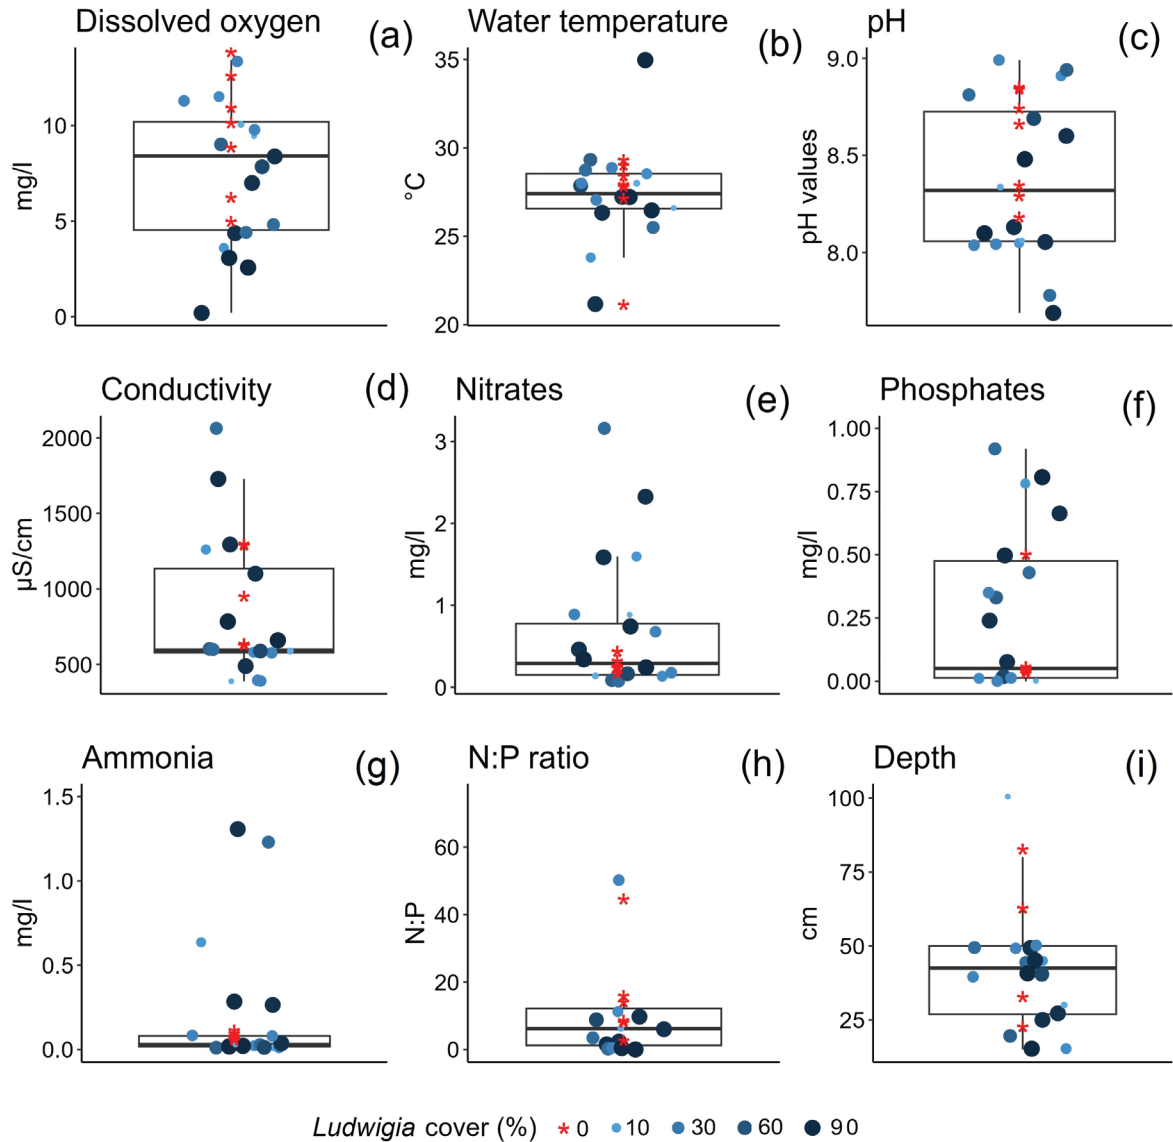 Dissolved oxygen (a)
mg/l
10
5
0
Water temperature (b)
°C
35
30
25
20
pH (c)
pH values
9.0
8.5
8.0
Conductivity (d)
µS/cm
2000
1500
1000
500
Nitrates (e)
mg/l
3
2
1
0
Phosphates (f)
mg/l
1.00
0.75
0.50
0.25
0.00
Ammonia (g)
mg/l
1.5
1.0
0.5
0.0
N:P ratio (h)
N:P
60
40
20
0
Depth (i)
cm
100
75
50
25
Ludwigia cover (%) * 0 10 30 60 90